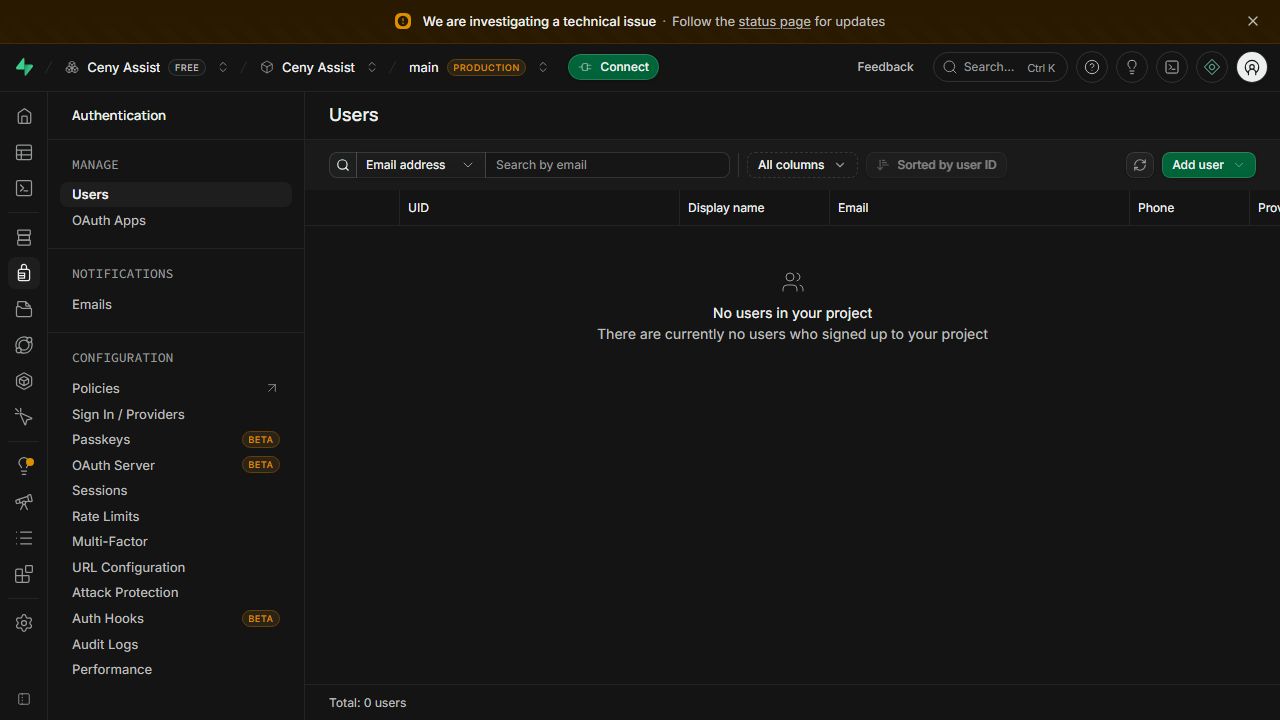 We are investigating a technical issue · Follow the status page for updates
Ceny Assist FREE Ceny Assist main PRODUCTION Connect Feedback Search... Ctrl K
Authentication
Users
MANAGE
Users
OAuth Apps
NOTIFICATIONS
Emails
CONFIGURATION
Policies
Sign In / Providers
Passkeys BETA
OAuth Server BETA
Sessions
Rate Limits
Multi-Factor
URL Configuration
Attack Protection
Auth Hooks BETA
Audit Logs
Performance
Email address Search by email All columns Sorted by user ID Add user
UID Display name Email Phone Prov
No users in your project
There are currently no users who signed up to your project
Total: 0 users